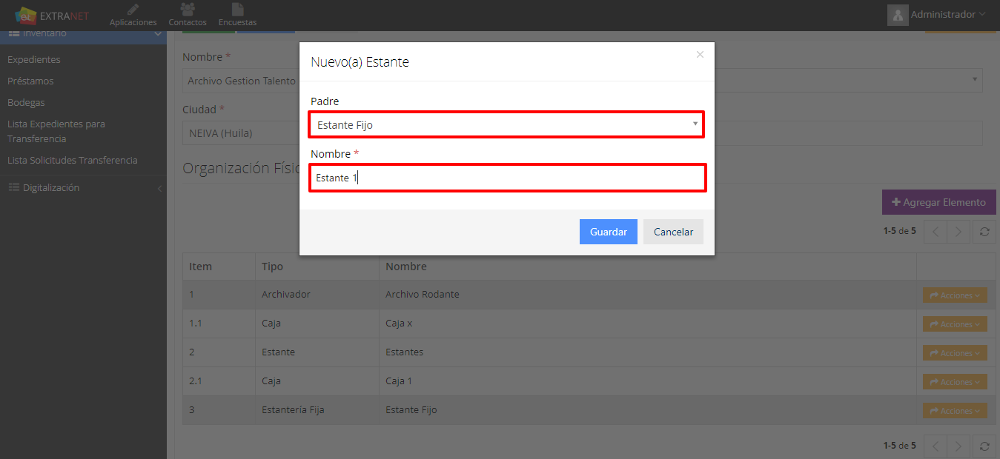 et EXTRANET
Aplicaciones
Contactos
Encuestas
Administrador
Inventario
Expedientes
Préstamos
Bodegas
Lista Expedientes para
Transferencia
Lista Solicitudes Transferencia
Digitalización
Nombre *
Archivo Gestion Talento
Ciudad *
NEIVA (Huila)
Organización Físic
Nuevo(a) Estante
×
Padre
Estante Fijo
Nombre *
Estante 1
Guardar Cancelar
Agregar Elemento
1-5 de 5
Item Tipo Nombre
1 Archivador Archivo Rodante Acciones
1.1 Caja Caja x Acciones
2 Estante Estantes Acciones
2.1 Caja Caja 1 Acciones
3 Estantería Fija Estante Fijo Acciones
1-5 de 5